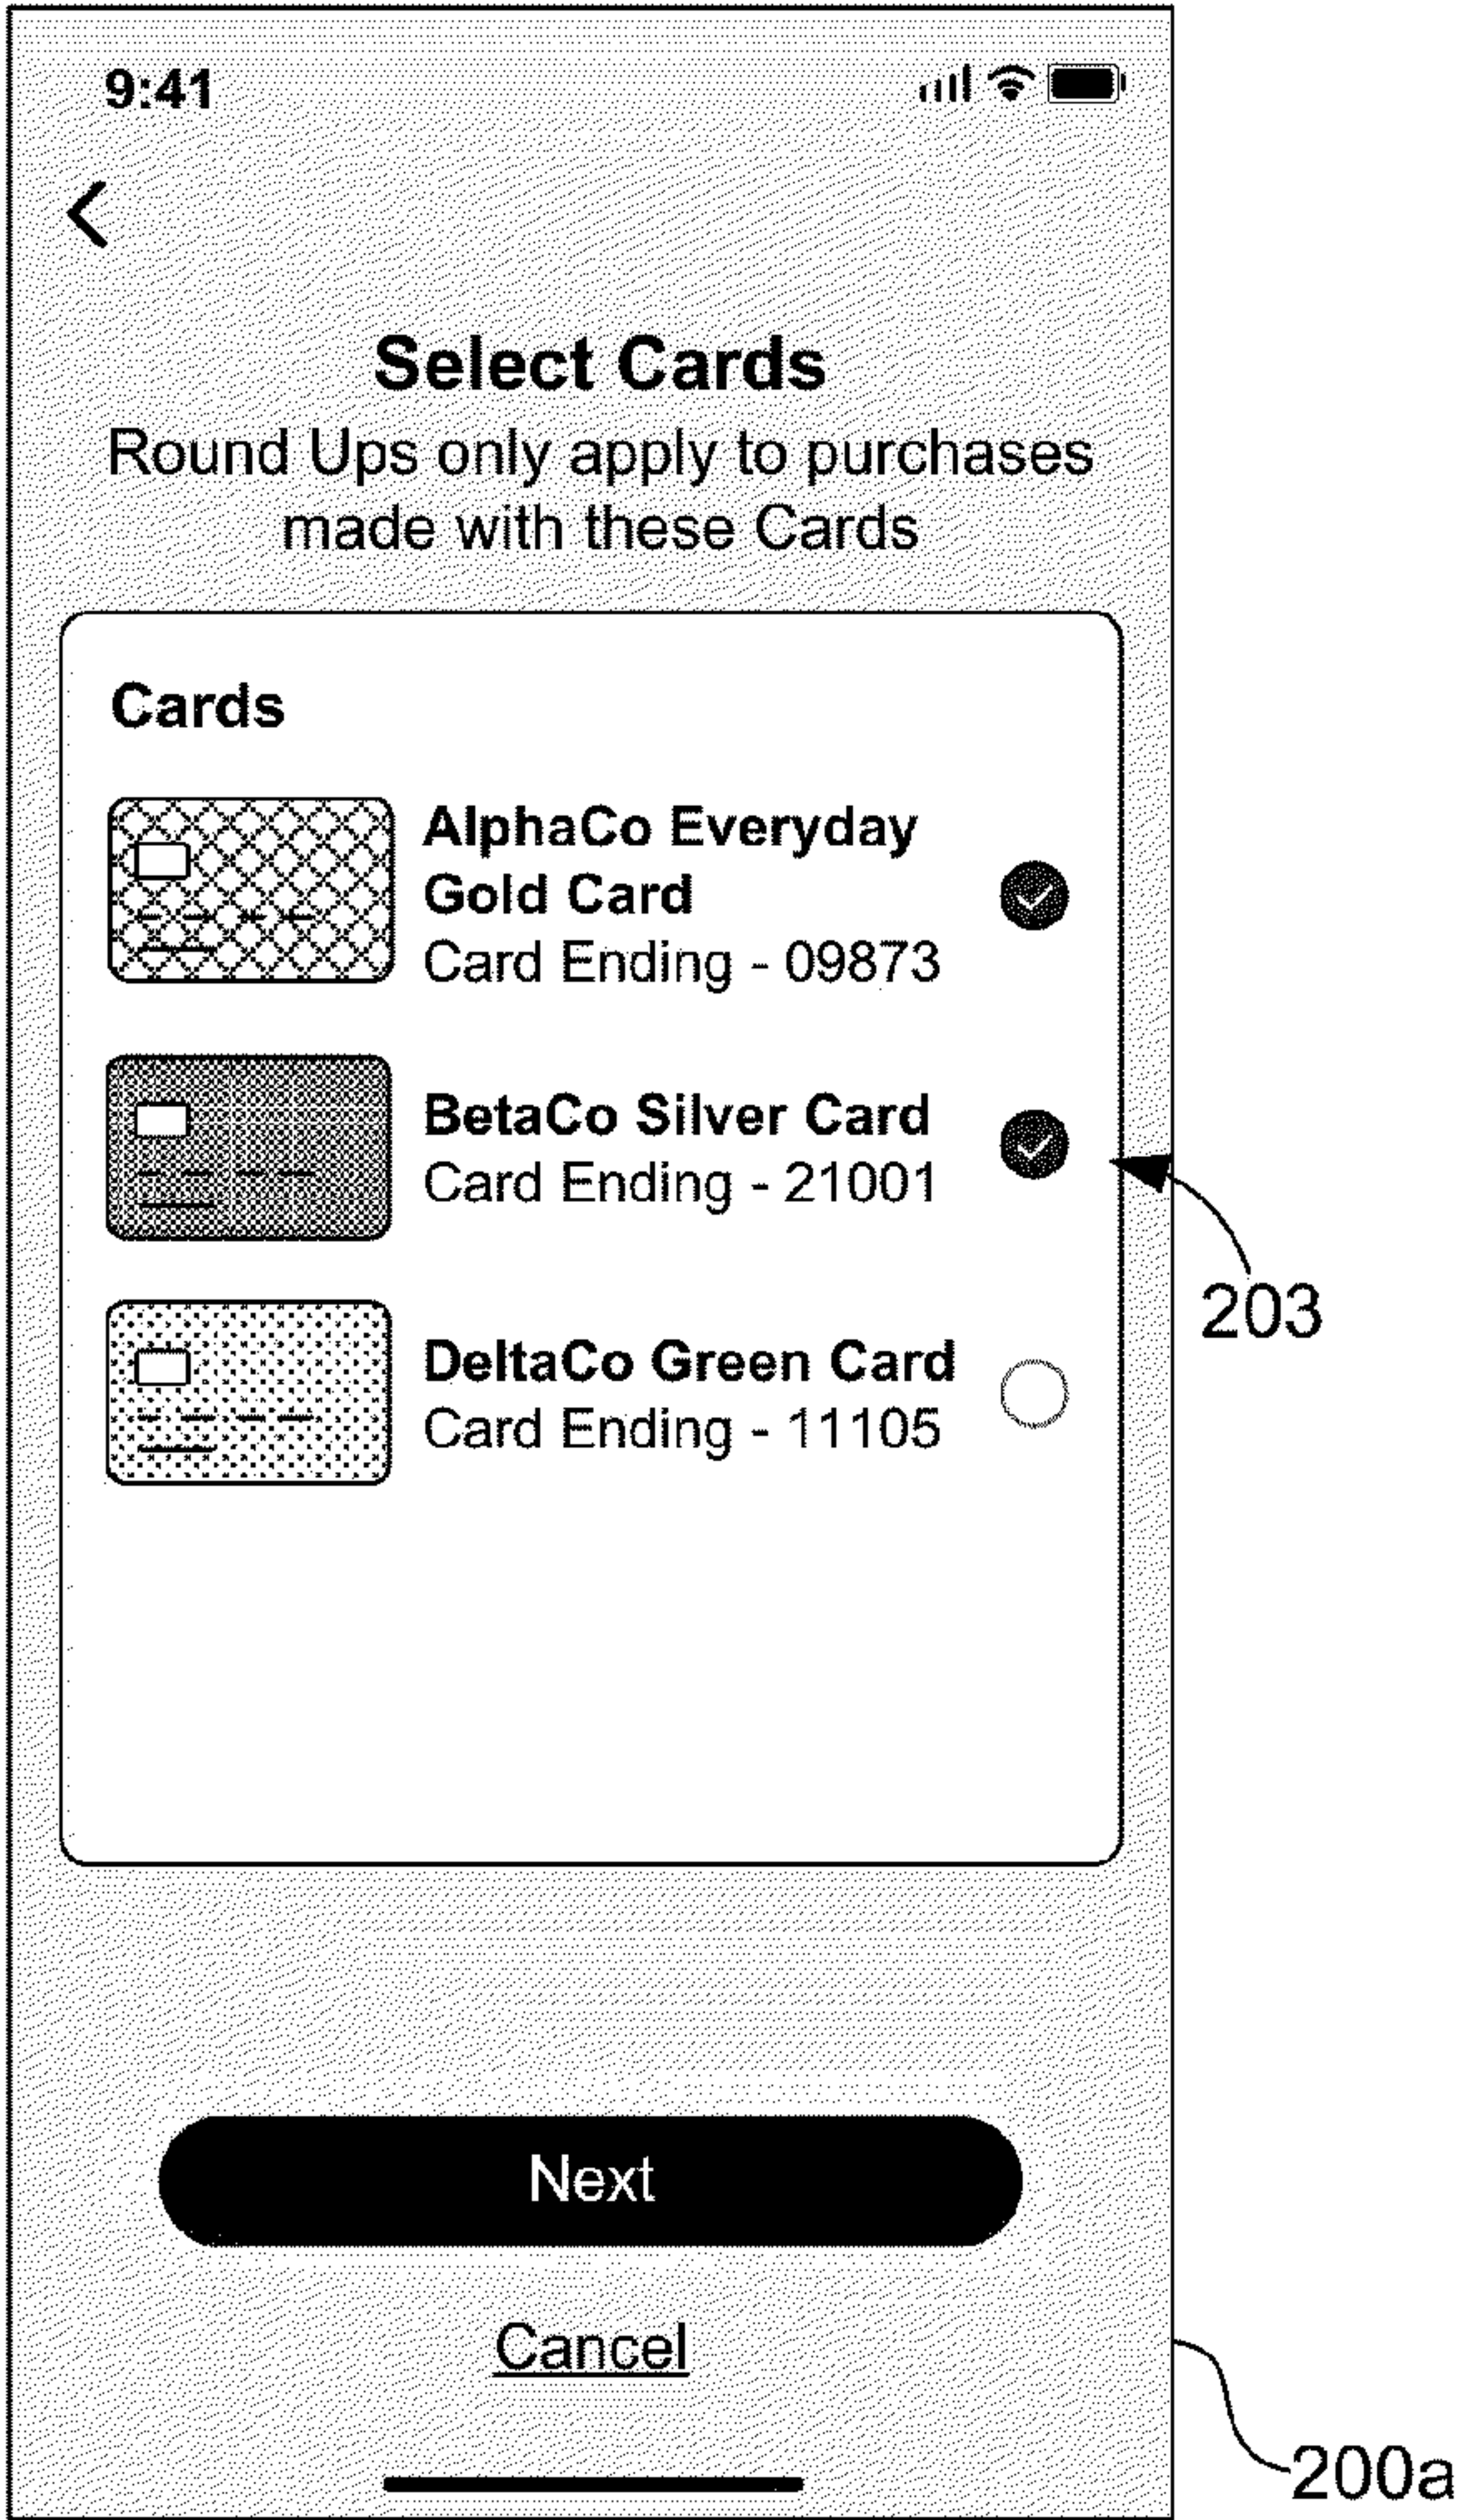 9:41
Select Cards
Round Ups only apply to purchases
made with these Cards
Cards
AlphaCo Everyday
Gold Card
Card Ending - 09873
BetaCo Silver Card
Card Ending - 21001
203
DeltaCo Green Card
Card Ending - 11105
Next
Cancel
200a